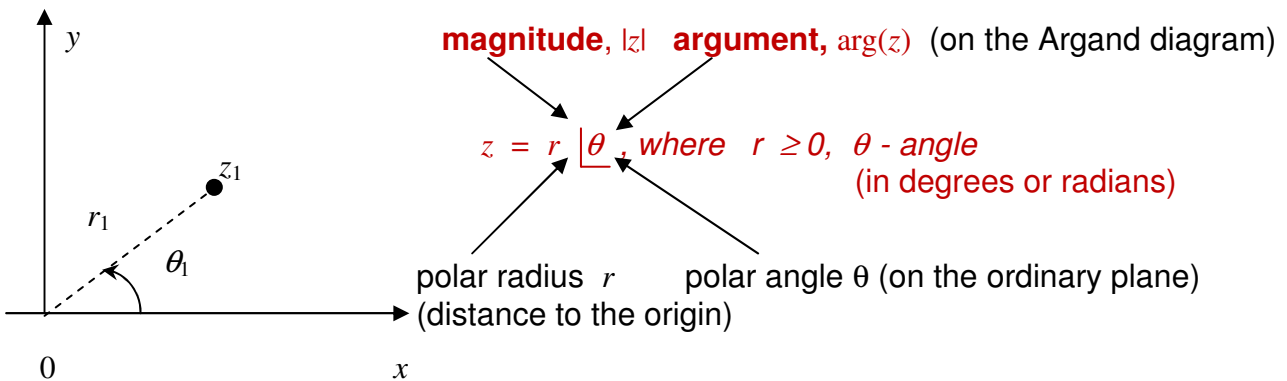 y
magnitude, |z| argument, arg(z) (on the Argand diagram)
z = r |θ , where r ≥ 0, θ - angle
(in degrees or radians)
z₁
r₁
θ₁
polar radius r polar angle θ (on the ordinary plane)
(distance to the origin)
0 x